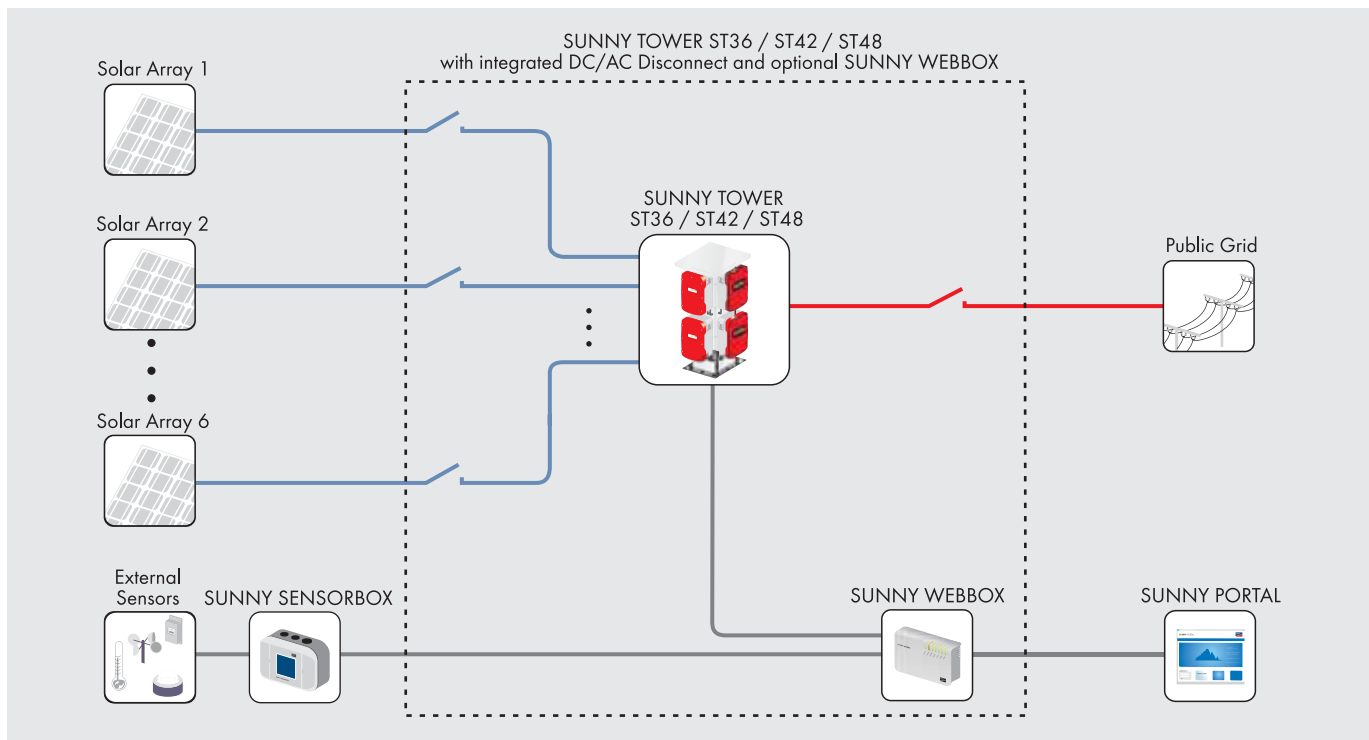 SUNNY TOWER ST36 / ST42 / ST48
with integrated DC/AC Disconnect and optional SUNNY WEBBOX
Solar Array 1
SUNNY TOWER
ST36 / ST42 / ST48
Solar Array 2
Public Grid
Solar Array 6
External
Sensors
SUNNY SENSORBOX
SUNNY WEBBOX
SUNNY PORTAL